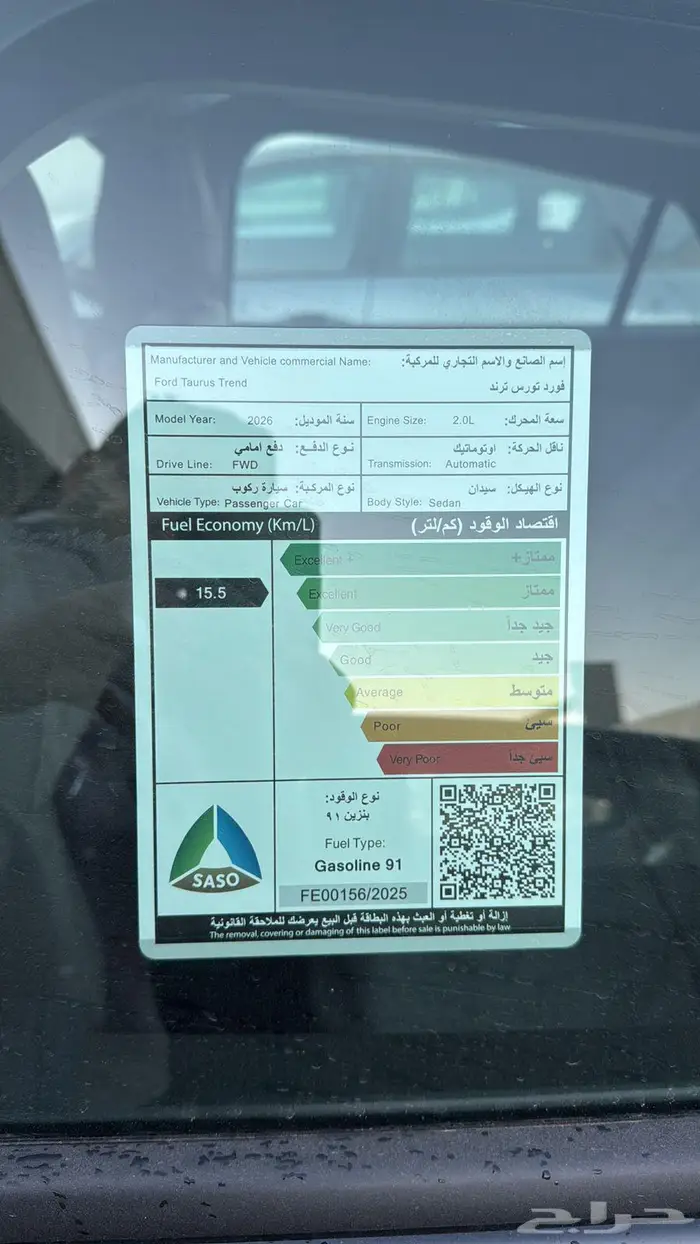 Manufacturer and Vehicle commercial Name: إسم الصانع والاسم التجاري للمركبة:
Ford Taurus Trend فورد تورس ترند
Model Year: 2026 سنة الموديل: Engine Size: 2.0L سعة المحرك:
نوع الدفع: دفع امامي ناقل الحركة: اوتوماتيك
Drive Line: FWD Transmission: Automatic
نوع المركبة: سيارة ركوب نوع الهيكل: سيدان
Vehicle Type: Passenger Car Body Style: Sedan
Fuel Economy (Km/L) اقتصاد الوقود (كم/لتر)
Excellent + ممتاز+
15.5 Excellent ممتاز
Very Good جيد جداً
Good جيد
Average متوسط
Poor سيئ
Very Poor سيئ جداً
نوع الوقود:
بنزين ٩١
Fuel Type:
Gasoline 91
SASO
FE00156/2025
إزالة أو تغطية أو العبث بهذه البطاقة قبل البيع يعرضك للملاحقة القانونية
The removal, covering or damaging of this label before sale is punishable by law
حراج